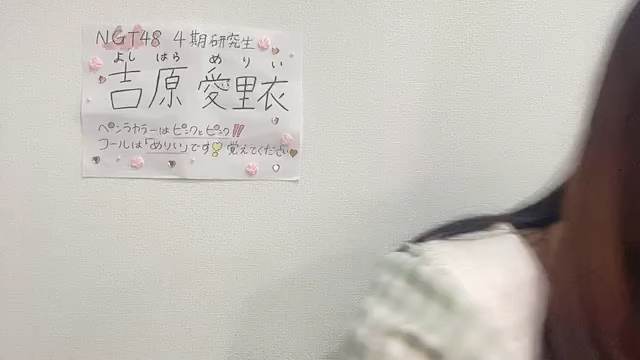 NGT48 4期研究生
よし はら めりい
吉原 愛里衣
ペンラカラーはピンクとピンク!!
コールは「めりい」です 覚えてください